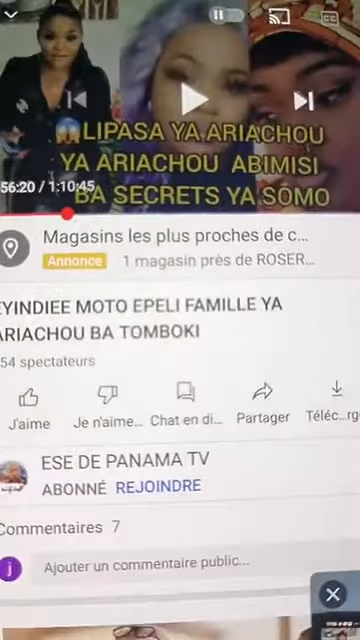 CC
LIPASA YA ARIACHOU
YA ARIACHOU ABIMISI
56:20 / 1:10:45
BA SECRETS YA SOMO
Magasins les plus proches de c...
Annonce 1 magasin près de ROSER...
EYINDIEE MOTO EPELI FAMILLE YA
ARIACHOU BA TOMBOKI
54 spectateurs
J'aime Je n'aime... Chat en di... Partager Téléc...rg
ESE DE PANAMA TV
ABONNÉ REJOINDRE
Commentaires 7
j Ajouter un commentaire public...